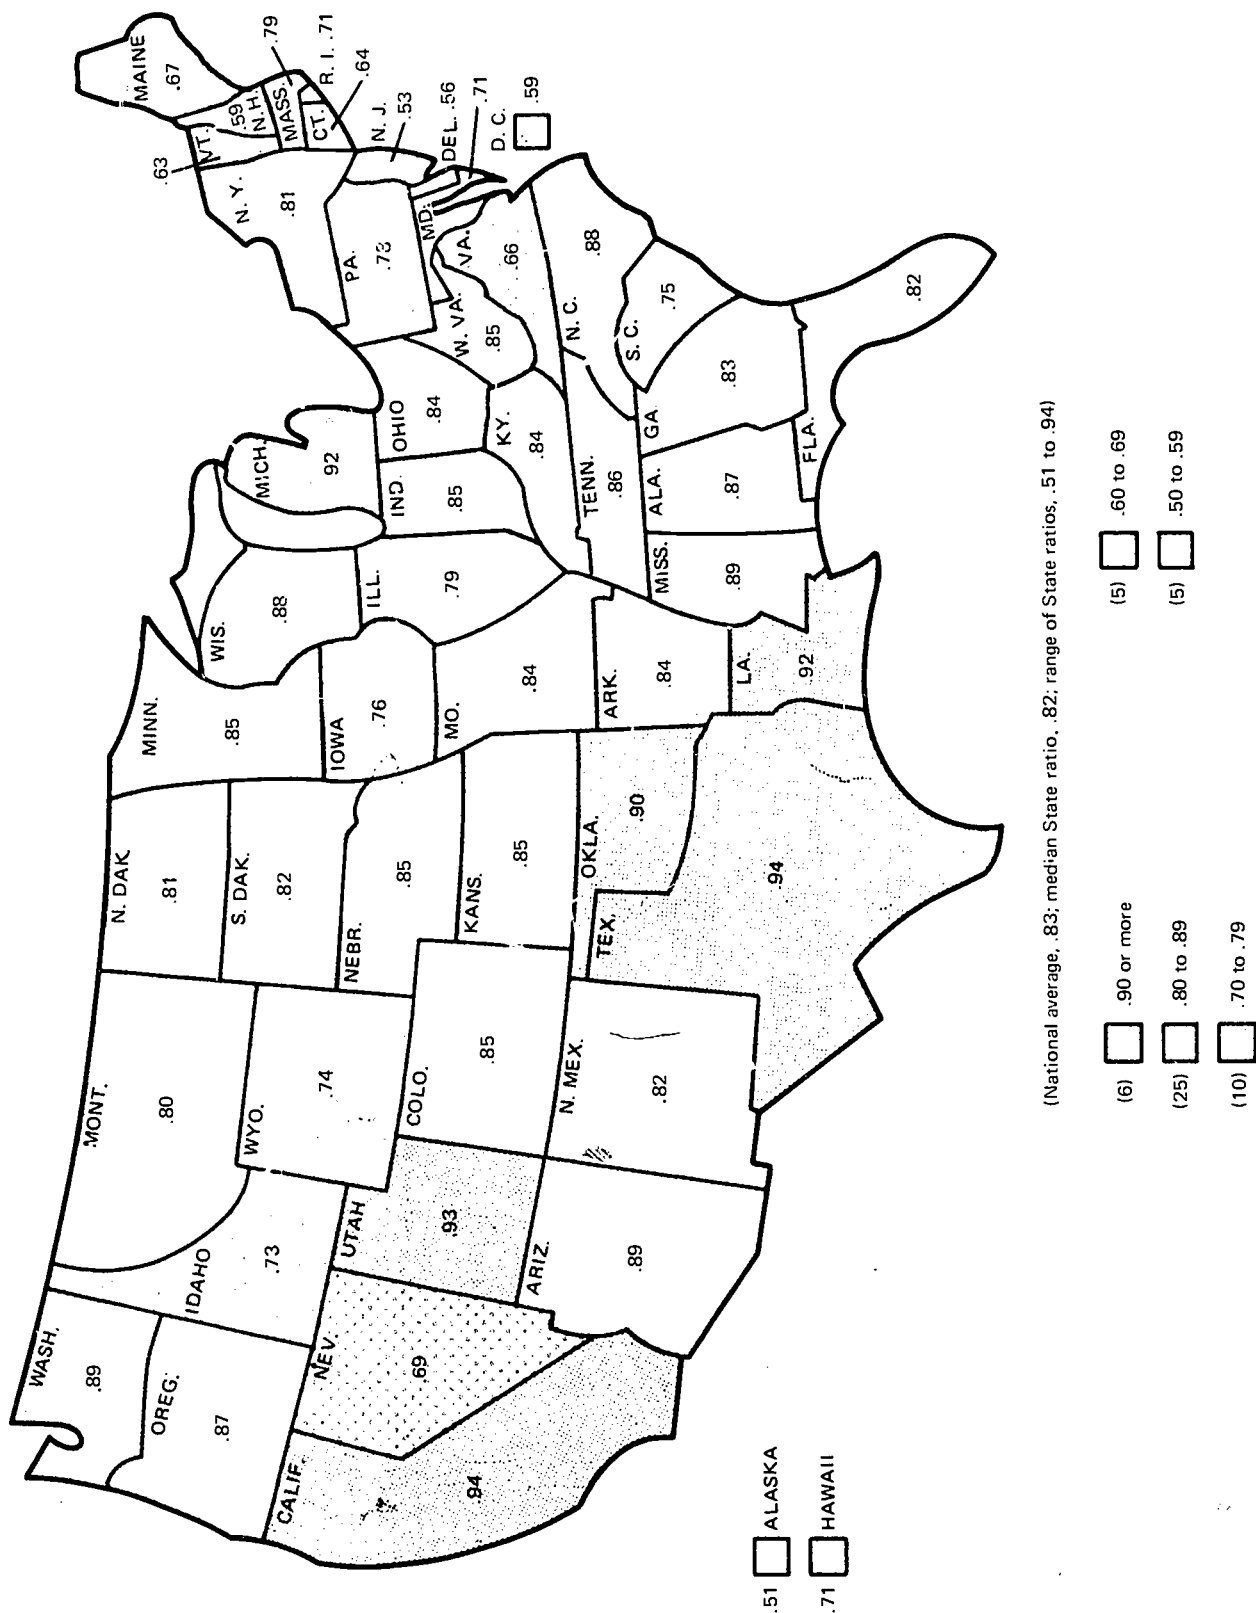 WASH.
.89
OREG.
.87
CALIF.
.94
NEV.
.69
IDAHO
.73
MONT.
.80
WYO.
.74
UTAH
.93
ARIZ.
.89
COLO.
.85
N. MEX.
.82
N. DAK.
.81
S. DAK.
.82
NEBR.
.85
KANS.
.85
OKLA.
.90
TEX.
.94
MINN.
.85
IOWA
.76
MO.
.84
ARK.
.84
LA.
.92
WIS.
.88
ILL.
.79
MICH.
.92
IND.
.85
OHIO
.84
KY.
.84
TENN.
.86
MISS.
.89
ALA.
.87
GA.
.83
FLA.
.82
S. C.
.75
N. C.
.88
VA.
.66
W. VA.
.85
MD.
.71
DEL. .56
D. C.
.59
PA.
N. J.
.53
N. Y.
.81
CT.
.64
R. I. .71
MASS.
.79
VT.
.63
N.H.
.59
MAINE
.67
.51 ALASKA
.71 HAWAII
(National average, .83; median State ratio, .82; range of State ratios, .51 to .94)
(6) .90 or more
(25) .80 to .89
(10) .70 to .79
(5) .60 to .69
(5) .50 to .59